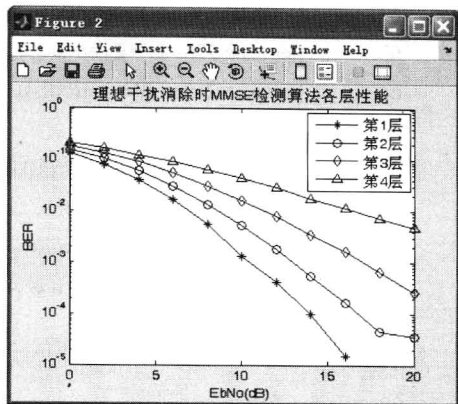 Figure 2
File Edit View Insert Tools Desktop Window Help
理想干扰消除时MMSE检测算法各层性能
第1层
第2层
第3层
第4层
10^0
10^-1
10^-2
10^-3
10^-4
10^-5
BER
0 5 10 15 20
EbNo(dB)